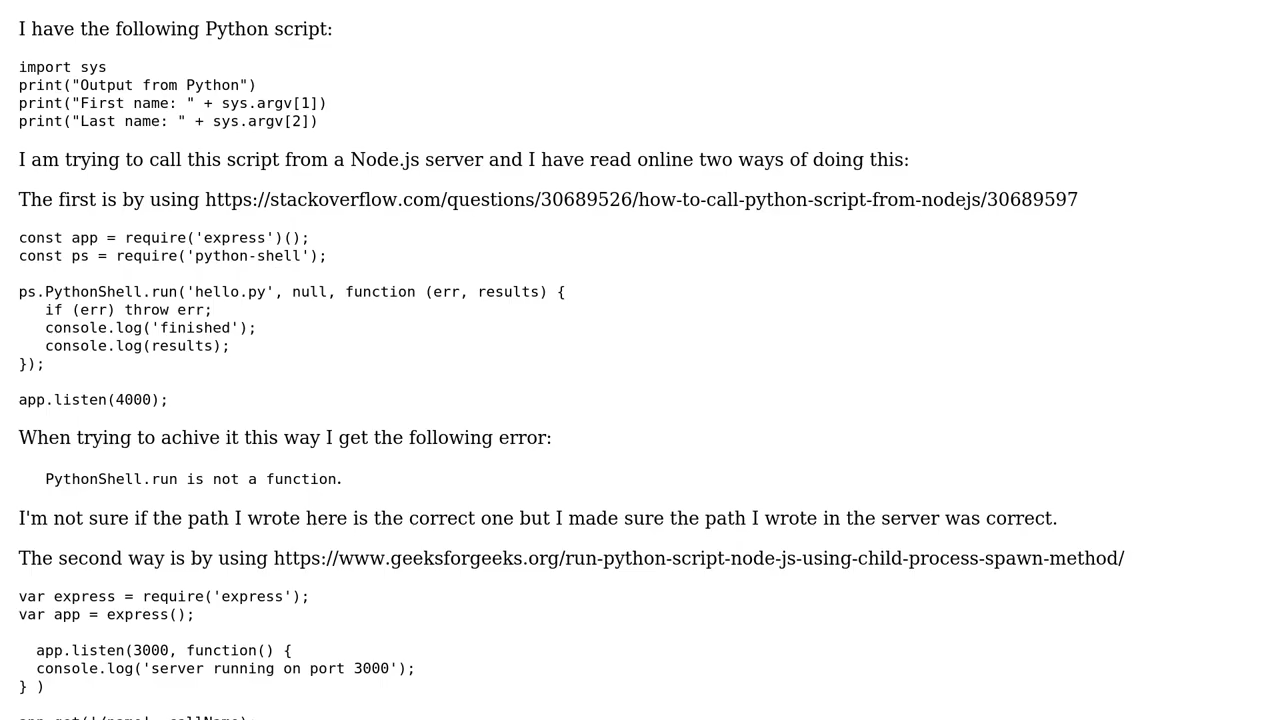 I have the following Python script:
import sys
print("Output from Python")
print("First name: " + sys.argv[1])
print("Last name: " + sys.argv[2])
I am trying to call this script from a Node.js server and I have read online two ways of doing this:
The first is by using https://stackoverflow.com/questions/30689526/how-to-call-python-script-from-nodejs/30689597
const app = require('express')();
const ps = require('python-shell');
ps.PythonShell.run('hello.py', null, function (err, results) {
   if (err) throw err;
   console.log('finished');
   console.log(results);
});
app.listen(4000);
When trying to achive it this way I get the following error:
PythonShell.run is not a function.
I'm not sure if the path I wrote here is the correct one but I made sure the path I wrote in the server was correct.
The second way is by using https://www.geeksforgeeks.org/run-python-script-node-js-using-child-process-spawn-method/
var express = require('express');
var app = express();
  app.listen(3000, function() {
  console.log('server running on port 3000');
} )